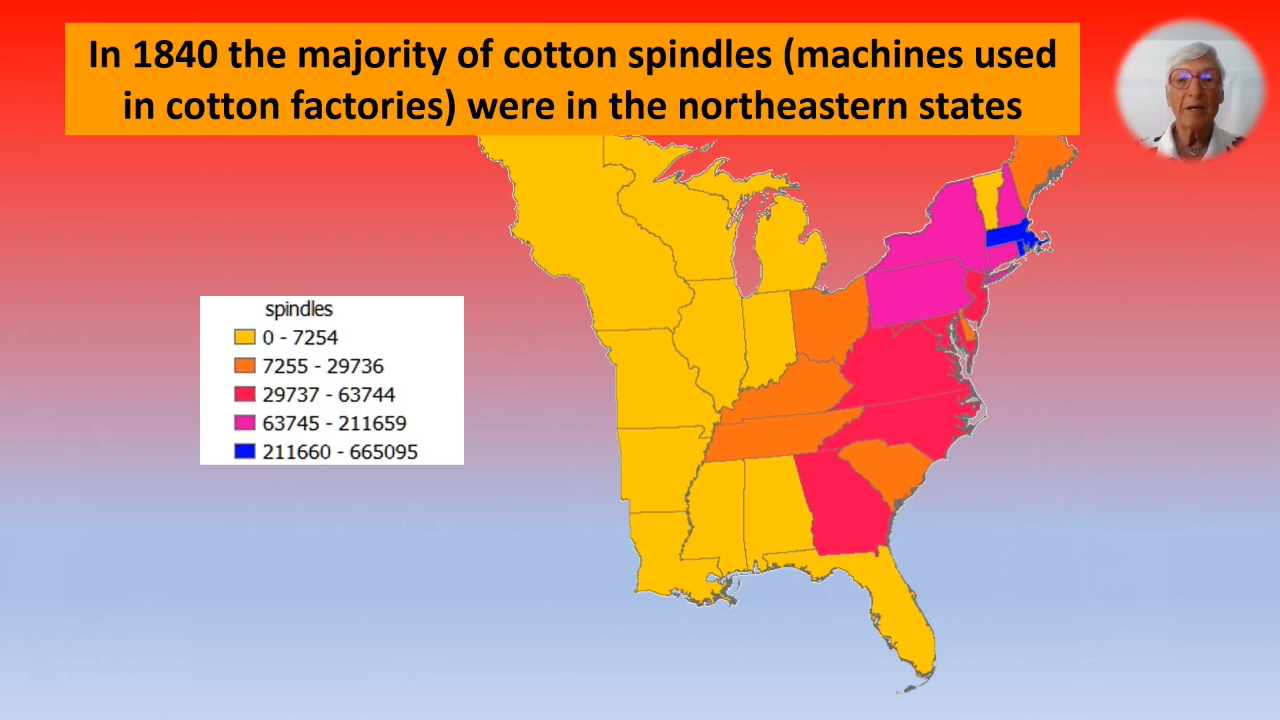 In 1840 the majority of cotton spindles (machines used
in cotton factories) were in the northeastern states
spindles
0 - 7254
7255 - 29736
29737 - 63744
63745 - 211659
211660 - 665095